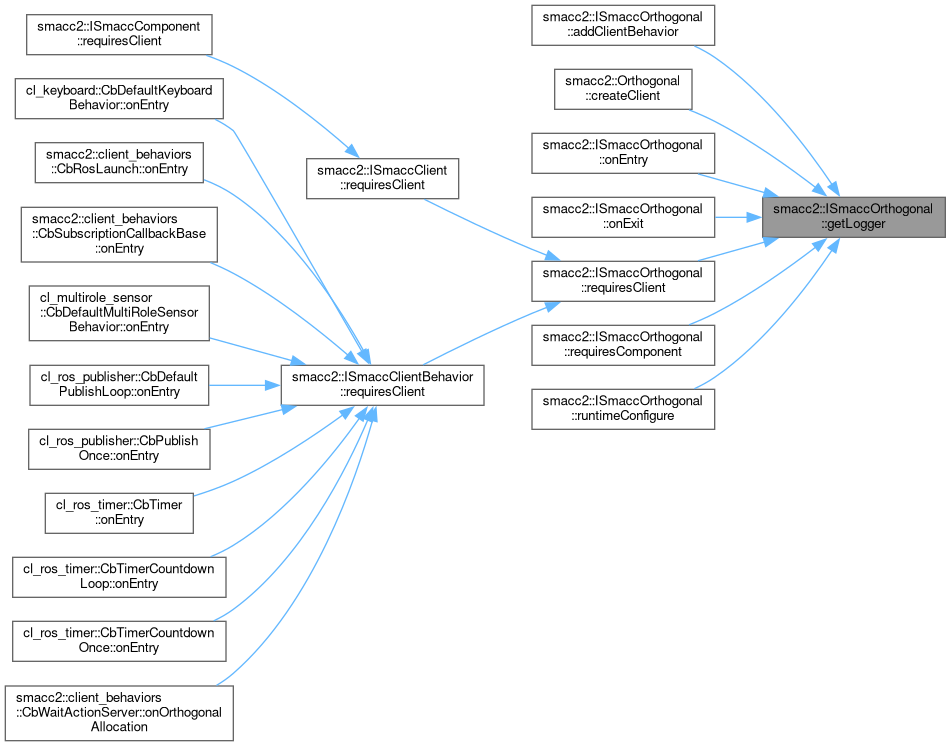 smacc2::ISmaccComponent
::requiresClient
cl_keyboard::CbDefaultKeyboard
Behavior::onEntry
smacc2::client_behaviors
::CbRosLaunch::onEntry
smacc2::client_behaviors
::CbSubscriptionCallbackBase
::onEntry
cl_multirole_sensor
::CbDefaultMultiRoleSensor
Behavior::onEntry
cl_ros_publisher::CbDefault
PublishLoop::onEntry
cl_ros_publisher::CbPublish
Once::onEntry
cl_ros_timer::CbTimer
::onEntry
cl_ros_timer::CbTimerCountdown
Loop::onEntry
cl_ros_timer::CbTimerCountdown
Once::onEntry
smacc2::client_behaviors
::CbWaitActionServer::onOrthogonal
Allocation
smacc2::ISmaccClient
::requiresClient
smacc2::ISmaccClientBehavior
::requiresClient
smacc2::ISmaccOrthogonal
::addClientBehavior
smacc2::Orthogonal
::createClient
smacc2::ISmaccOrthogonal
::onEntry
smacc2::ISmaccOrthogonal
::onExit
smacc2::ISmaccOrthogonal
::requiresClient
smacc2::ISmaccOrthogonal
::requiresComponent
smacc2::ISmaccOrthogonal
::runtimeConfigure
smacc2::ISmaccOrthogonal
::getLogger